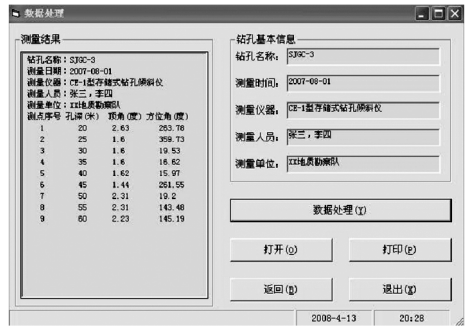 数据处理
测量结果
钻孔名称：SJGC-3
测量日期：2007-08-01
测量仪器：CE-1型存储式钻孔倾斜仪
测量人员：张三，李四
测量单位：XX地质勘察队
测点序号 孔深(米) 顶角(度) 方位角(度)
1 20 2.63 263.78
2 25 1.6 359.73
3 30 1.6 19.53
4 35 1.6 16.62
5 40 1.62 15.97
6 45 1.44 261.55
7 50 2.31 19.2
8 55 2.31 143.48
9 60 2.23 145.19
钻孔基本信息
钻孔名称： SJGC-3
测量时间： 2007-08-01
测量仪器： CE-1型存储式钻孔倾斜仪
测量人员： 张三，李四
测量单位： XX地质勘察队
数据处理(Y)
打开(O) 打印(P)
返回(B) 退出(X)
2008-4-13 20:28